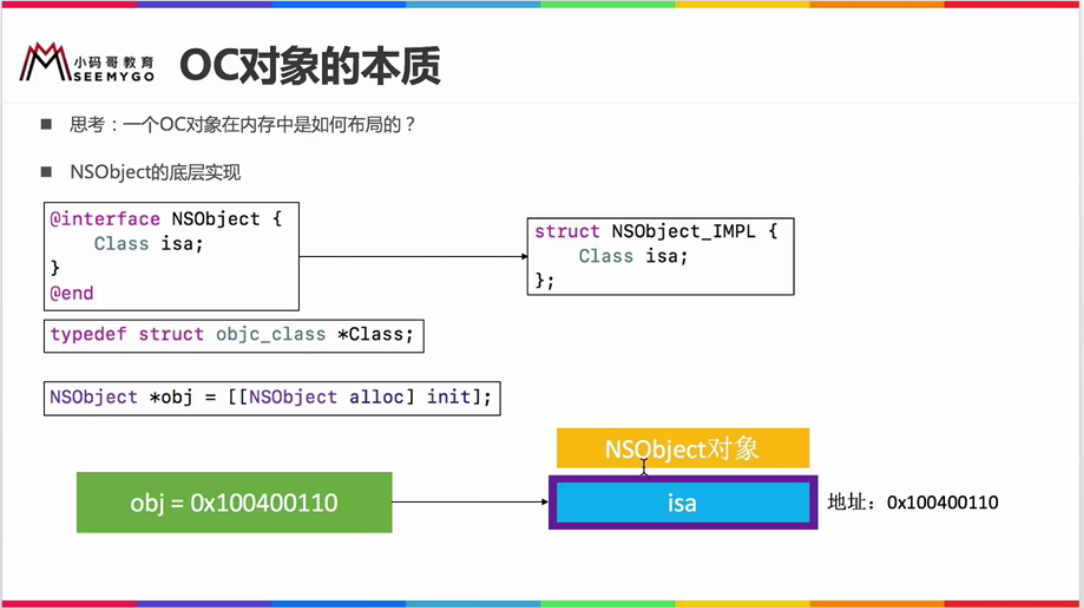 小码哥教育
SEEMYGO
OC对象的本质
思考：一个OC对象在内存中是如何布局的？
NSObject的底层实现
@interface NSObject {
    Class isa;
}
@end
struct NSObject_IMPL {
    Class isa;
};
typedef struct objc_class *Class;
NSObject *obj = [[NSObject alloc] init];
NSObject对象
obj = 0x100400110
isa
地址：0x100400110